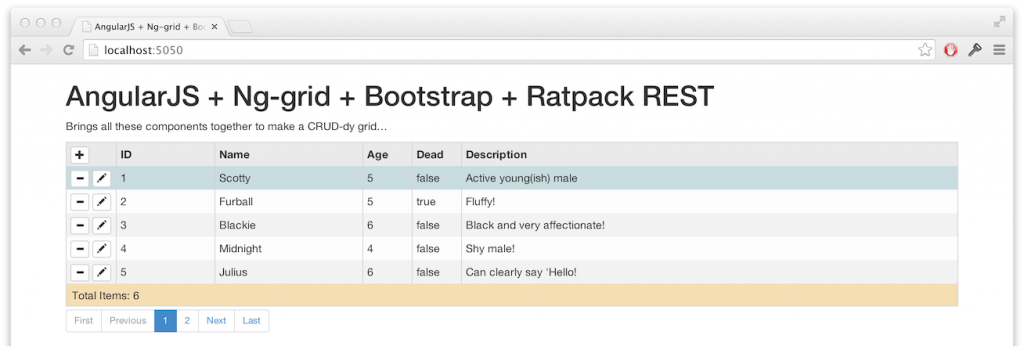 AngularJS + Ng-grid + Boo
localhost:5050
AngularJS + Ng-grid + Bootstrap + Ratpack REST
Brings all these components together to make a CRUD-dy grid...
ID Name Age Dead Description
1 Scotty 5 false Active young(ish) male
2 Furball 5 true Fluffy!
3 Blackie 6 false Black and very affectionate!
4 Midnight 4 false Shy male!
5 Julius 6 false Can clearly say 'Hello!
Total Items: 6
First Previous 1 2 Next Last